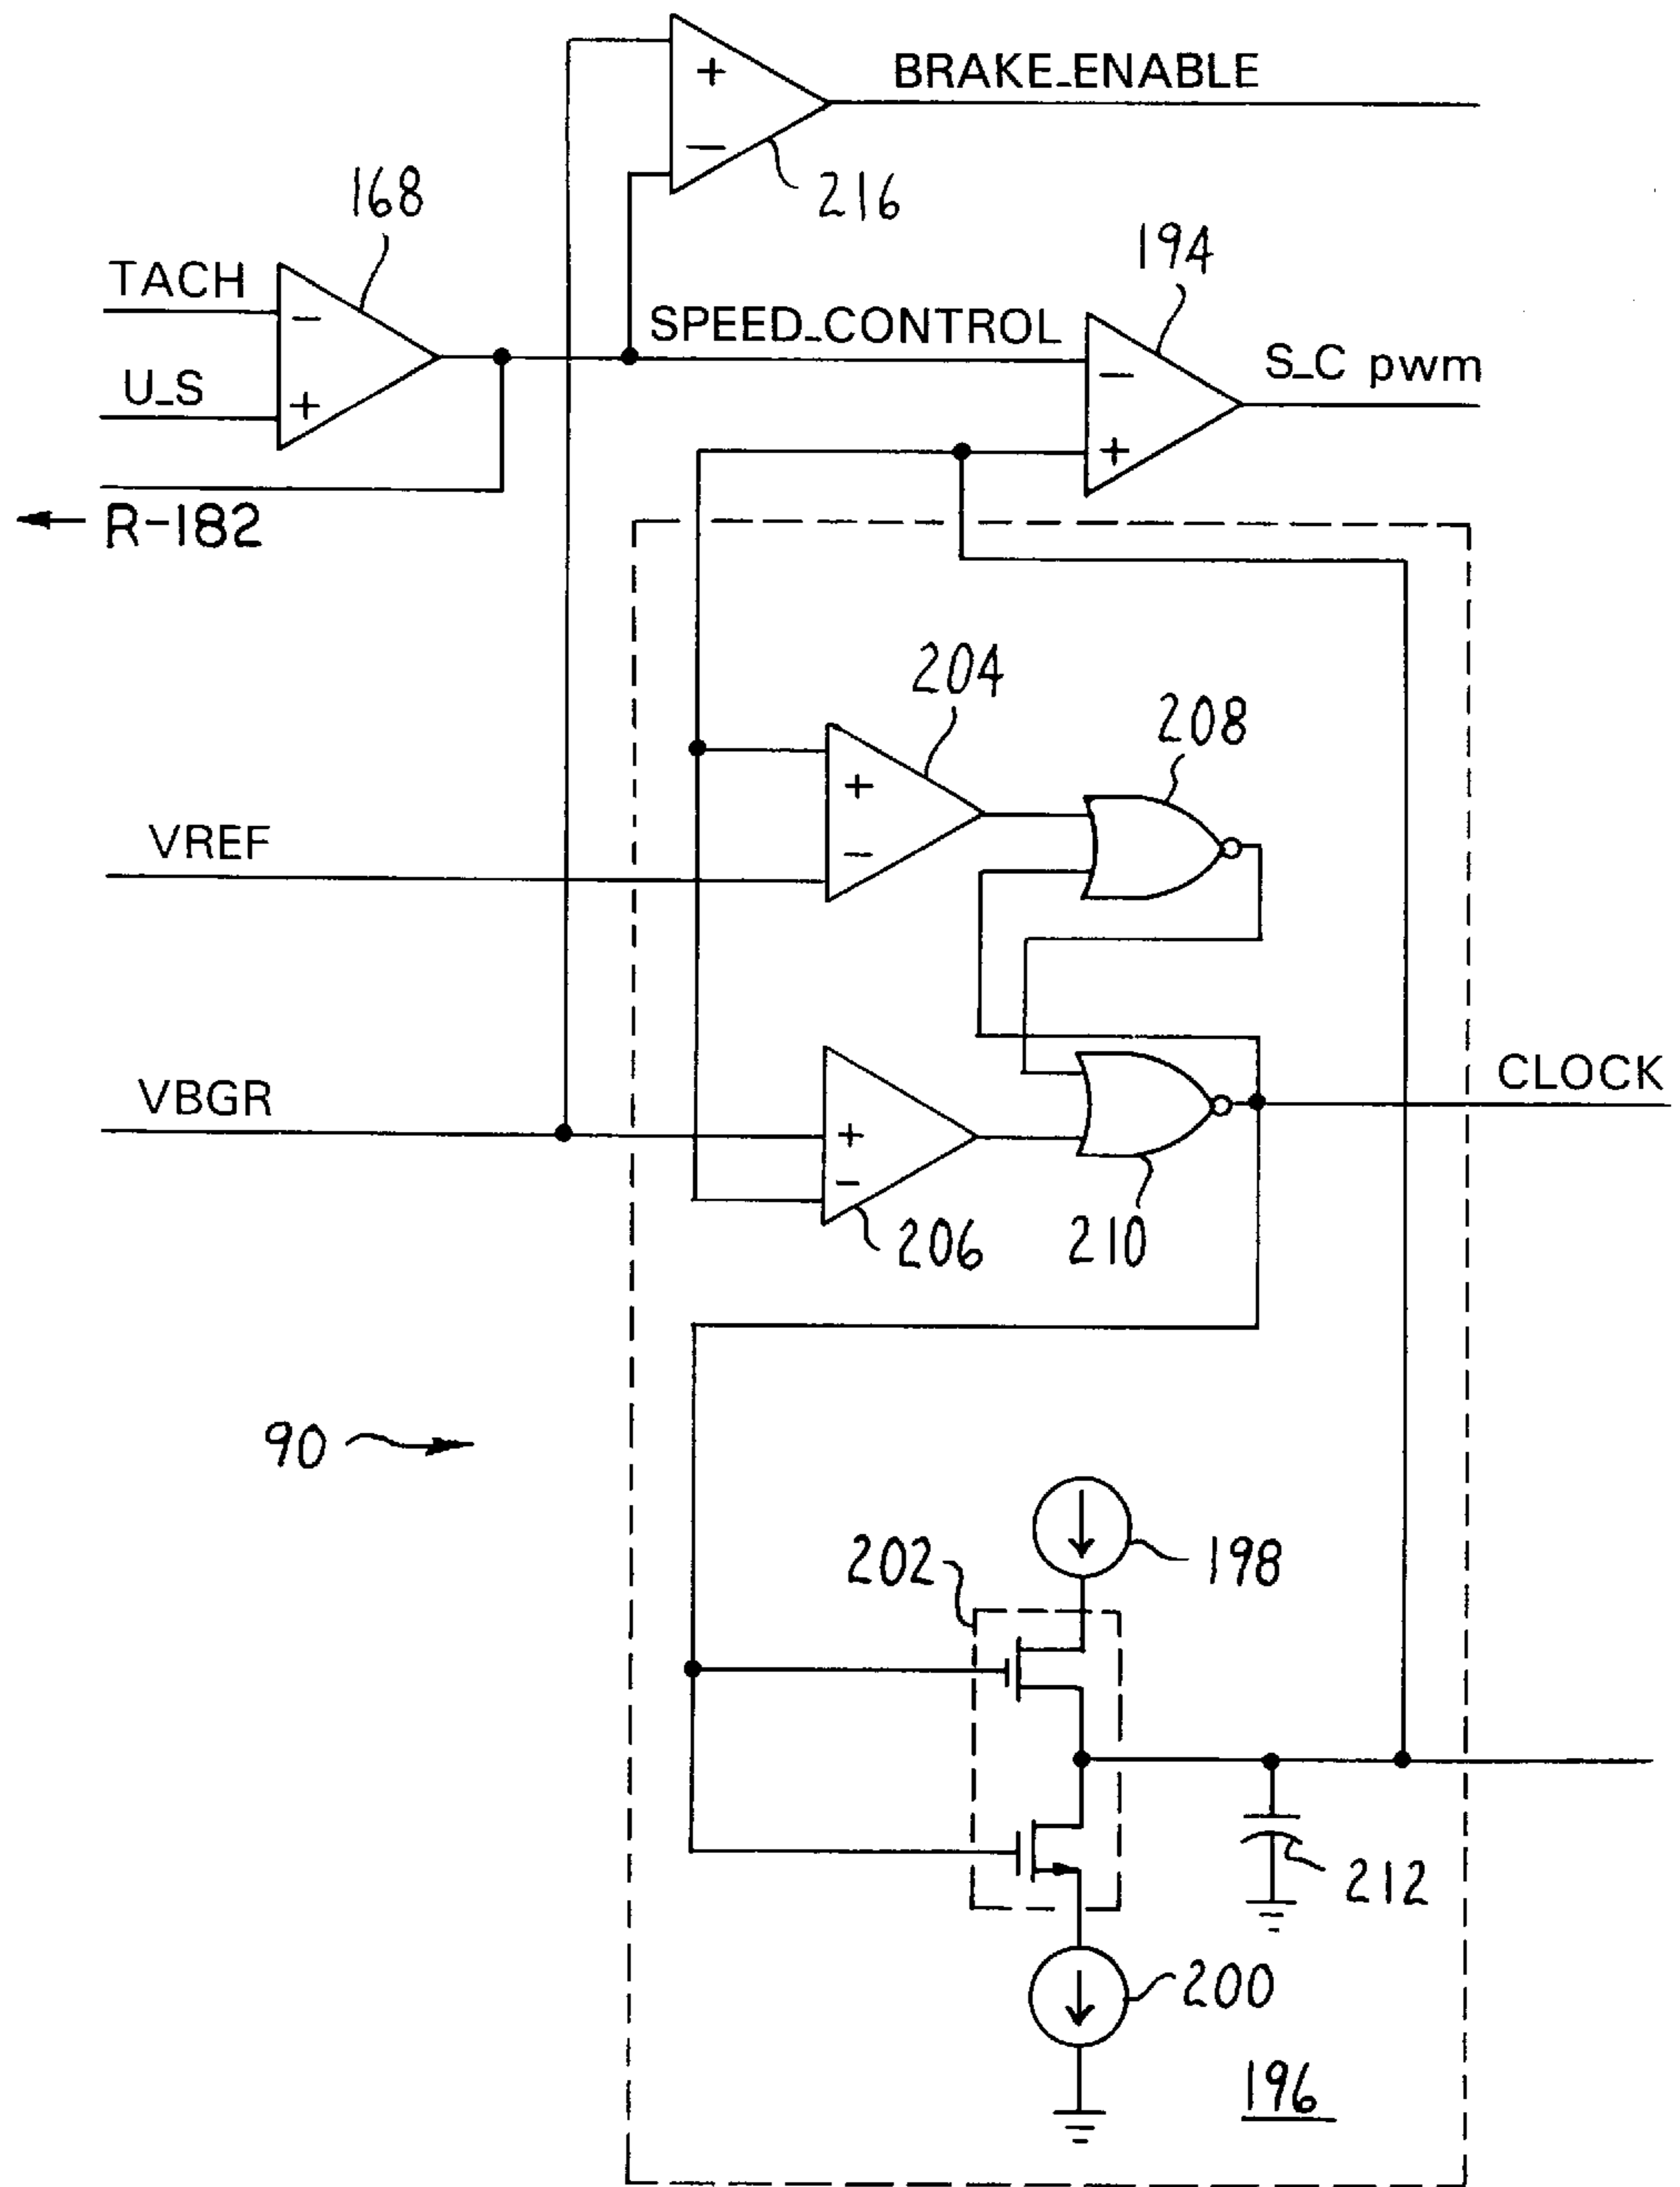 BRAKE_ENABLE
+
−
216
168
194
TACH
−
SPEED_CONTROL
S_C pwm
−
U_S
+
+
R-182
204
208
+
VREF
−
CLOCK
VBGR
+
−
206
210
90
202
198
212
200
196